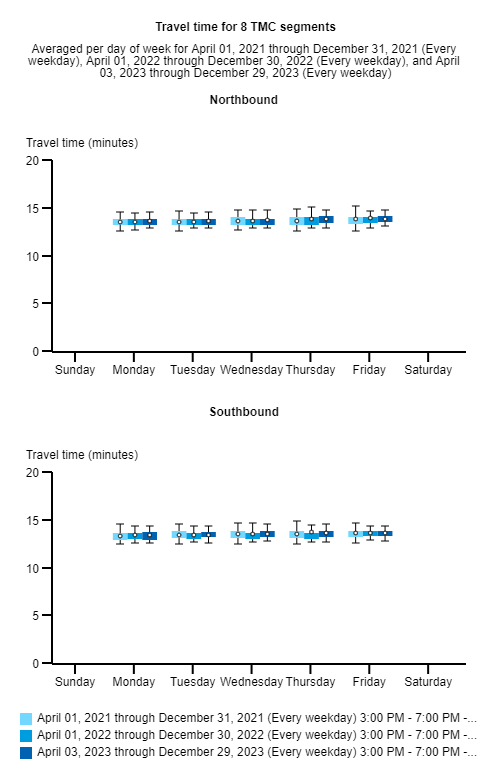 Travel time for 8 TMC segments
Averaged per day of week for April 01, 2021 through December 31, 2021 (Every
weekday), April 01, 2022 through December 30, 2022 (Every weekday), and April
03, 2023 through December 29, 2023 (Every weekday)
Northbound
Travel time (minutes)
20
15
10
5
0
Sunday Monday Tuesday Wednesday Thursday Friday Saturday
Southbound
Travel time (minutes)
20
15
10
5
0
Sunday Monday Tuesday Wednesday Thursday Friday Saturday
April 01, 2021 through December 31, 2021 (Every weekday) 3:00 PM - 7:00 PM -...
April 01, 2022 through December 30, 2022 (Every weekday) 3:00 PM - 7:00 PM -...
April 03, 2023 through December 29, 2023 (Every weekday) 3:00 PM - 7:00 PM -...